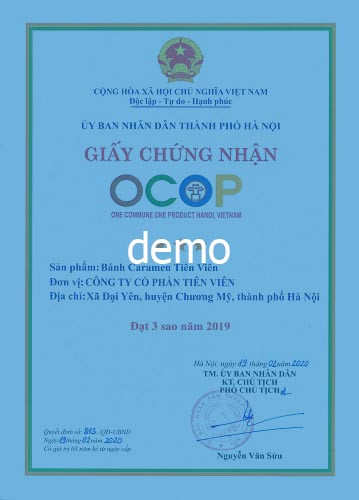 CỘNG HÒA XÃ HỘI CHỦ NGHĨA VIỆT NAM
Độc lập - Tự do - Hạnh phúc
ỦY BAN NHÂN DÂN THÀNH PHỐ HÀ NỘI
GIẤY CHỨNG NHẬN
OCOP
ONE COMMUNE ONE PRODUCT HANOI, VIETNAM
demo
Sản phẩm: Bánh Caramen Tiên Viên
Đơn vị: CÔNG TY CỔ PHẦN TIÊN VIÊN
Địa chỉ: Xã Đại Yên, huyện Chương Mỹ, thành phố Hà Nội
Đạt 3 sao năm 2019
Hà Nội, ngày 19 tháng 02 năm 2020
TM. ỦY BAN NHÂN DÂN
KT. CHỦ TỊCH
PHÓ CHỦ TỊCH
Quyết định số: 815/QĐ-UBND
Ngày 19 tháng 02 năm 2020
Có giá trị 03 năm kể từ ngày cấp
Nguyễn Văn Sửu